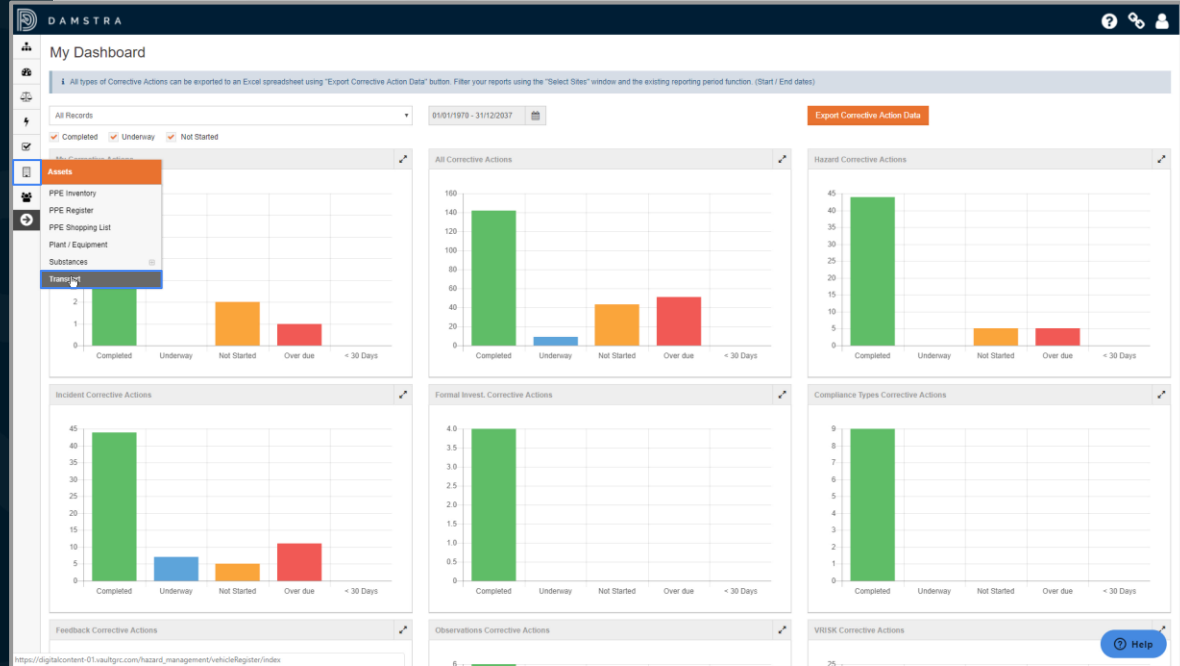 DAMSTRA
My Dashboard
i All types of Corrective Actions can be exported to an Excel spreadsheet using "Export Corrective Action Data" button. Filter your reports using the "Select Sites" window and the existing reporting period function. (Start / End dates)
All Records
01/01/1970 - 31/12/2037
Export Corrective Action Data
Completed Underway Not Started
Assets
PPE Inventory
PPE Register
PPE Shopping List
Plant / Equipment
Substances
Transport
2
1
0
Completed Underway Not Started Over due < 30 Days
All Corrective Actions
160
140
120
100
80
60
40
20
0
Completed Underway Not Started Over due < 30 Days
Hazard Corrective Actions
45
40
35
30
25
20
15
10
5
0
Completed Underway Not Started Over due < 30 Days
Incident Corrective Actions
45
40
35
30
25
20
15
10
5
0
Completed Underway Not Started Over due < 30 Days
Formal Invest. Corrective Actions
4.0
3.5
3.0
2.5
2.0
1.5
1.0
0.5
0
Completed Underway Not Started Over due < 30 Days
Compliance Types Corrective Actions
9
8
7
6
5
4
3
2
1
0
Completed Underway Not Started Over due < 30 Days
Feedback Corrective Actions
Observations Corrective Actions
6
VRISK Corrective Actions
25
? Help
https://digitalcontent-01.vaultgrc.com/hazard_management/vehicleRegister/index